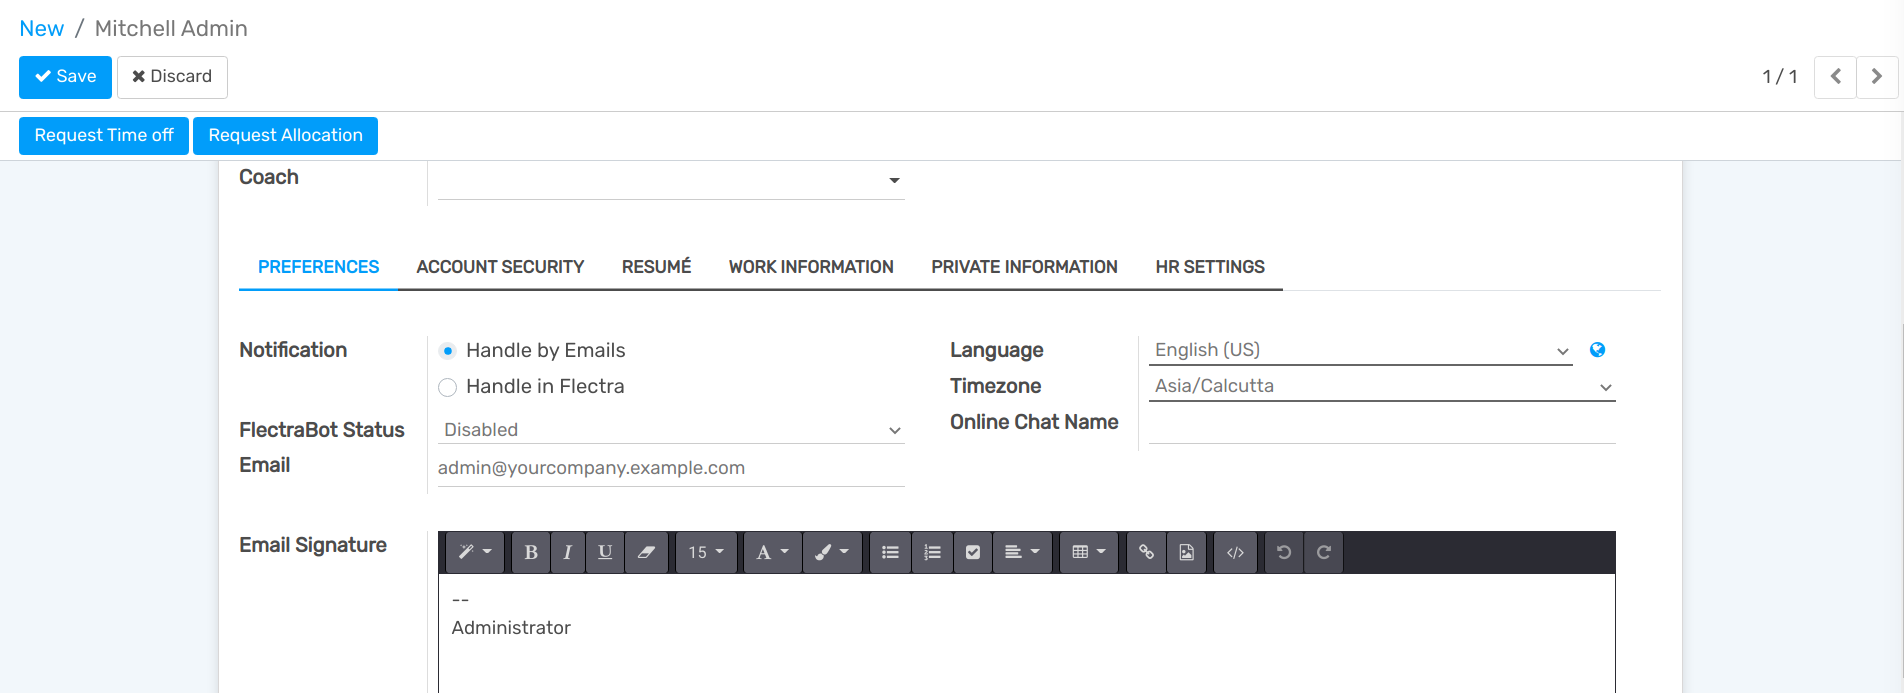 New / Mitchell Admin
Save Discard 1 / 1
Request Time off Request Allocation
Coach
PREFERENCES ACCOUNT SECURITY RESUMÉ WORK INFORMATION PRIVATE INFORMATION HR SETTINGS
Notification Handle by Emails Language English (US)
Handle in Flectra Timezone Asia/Calcutta
Online Chat Name
FlectraBot Status Disabled
Email admin@yourcompany.example.com
Email Signature B I U 15 A
--
Administrator